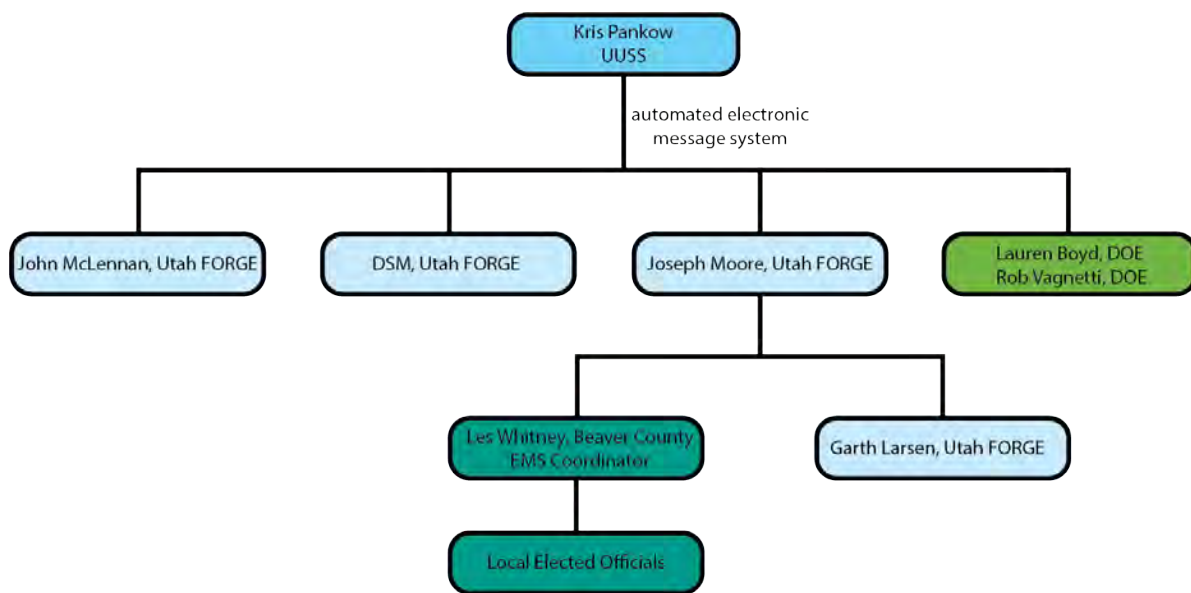 Kris Pankow
UUSS
automated electronic
message system
John McLennan, Utah FORGE
DSM, Utah FORGE
Joseph Moore, Utah FORGE
Lauren Boyd, DOE
Rob Vagnetti, DOE
Les Whitney, Beaver County
EMS Coordinator
Garth Larsen, Utah FORGE
Local Elected Officials